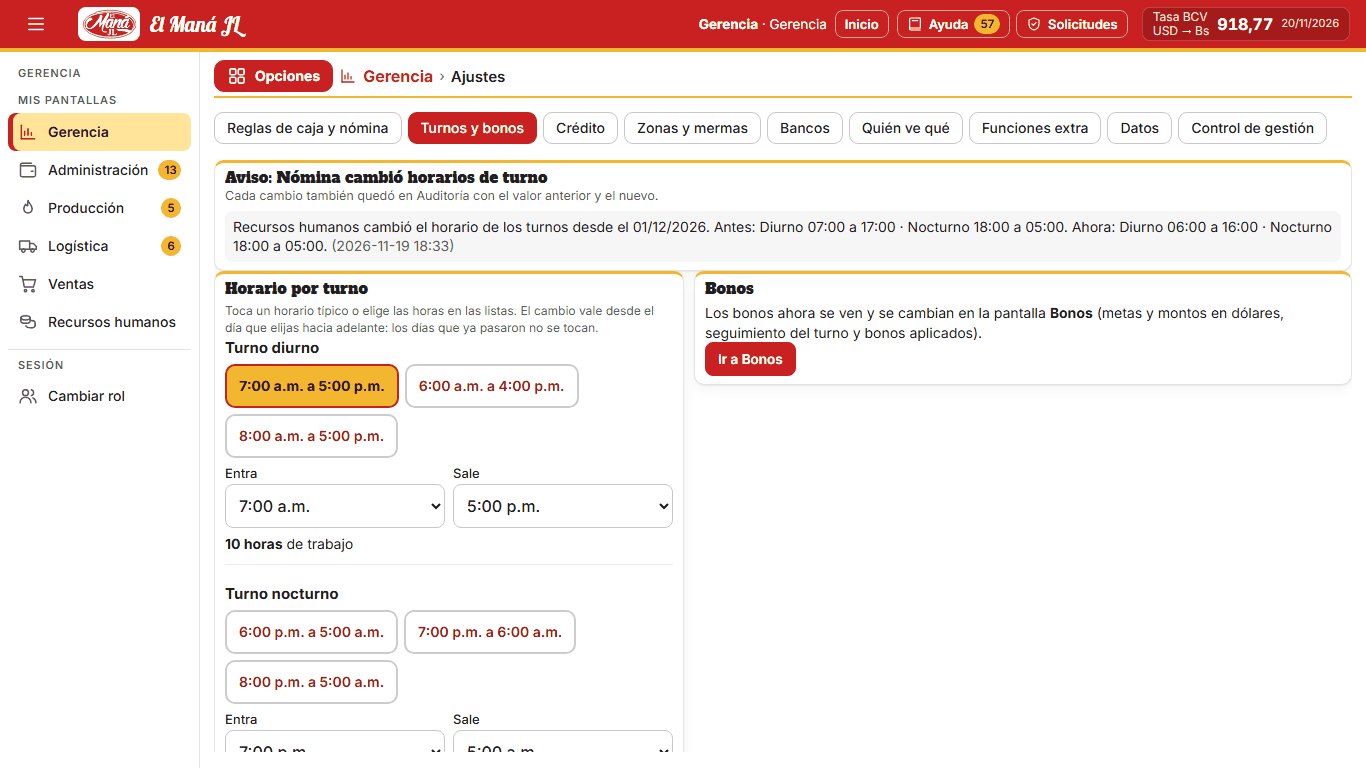 El Maná JL
Gerencia · Gerencia
Inicio
Ayuda 57
Solicitudes
Tasa BCV
USD → Bs
918,77
20/11/2026
GERENCIA
MIS PANTALLAS
Gerencia
Administración 13
Producción 5
Logística 6
Ventas
Recursos humanos
SESIÓN
Cambiar rol
Opciones
Gerencia › Ajustes
Reglas de caja y nómina
Turnos y bonos
Crédito
Zonas y mermas
Bancos
Quién ve qué
Funciones extra
Datos
Control de gestión
Aviso: Nómina cambió horarios de turno
Cada cambio también quedó en Auditoría con el valor anterior y el nuevo.
Recursos humanos cambió el horario de los turnos desde el 01/12/2026. Antes: Diurno 07:00 a 17:00 · Nocturno 18:00 a 05:00. Ahora: Diurno 06:00 a 16:00 · Nocturno
18:00 a 05:00. (2026-11-19 18:33)
Horario por turno
Toca un horario típico o elige las horas en las listas. El cambio vale desde el
día que elijas hacia adelante: los días que ya pasaron no se tocan.
Turno diurno
7:00 a.m. a 5:00 p.m.
6:00 a.m. a 4:00 p.m.
8:00 a.m. a 5:00 p.m.
Entra
Sale
7:00 a.m.
5:00 p.m.
10 horas de trabajo
Turno nocturno
6:00 p.m. a 5:00 a.m.
7:00 p.m. a 6:00 a.m.
8:00 p.m. a 5:00 a.m.
Entra
Sale
7:00 p.m.
5:00 a.m.
Bonos
Los bonos ahora se ven y se cambian en la pantalla Bonos (metas y montos en dólares,
seguimiento del turno y bonos aplicados).
Ir a Bonos